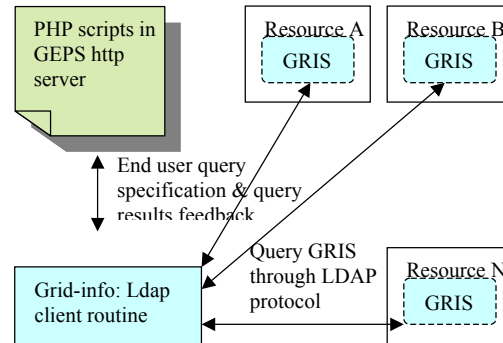 PHP scripts in
GEPS http
server
Resource A
GRIS
Resource B
GRIS
End user query
specification & query
results feedback
Query GRIS
through LDAP
protocol
Resource N
GRIS
Grid-info: Ldap
client routine